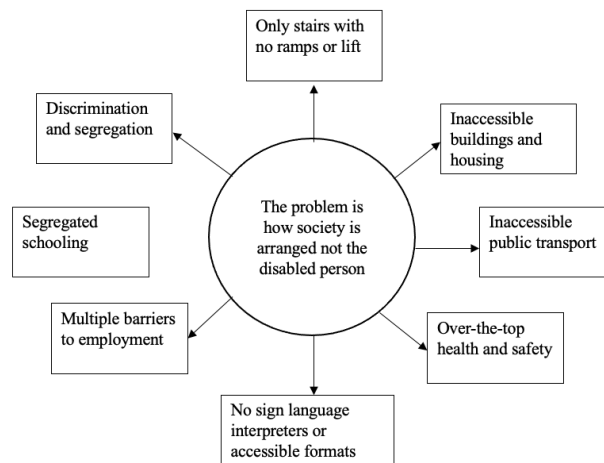 Only stairs with
no ramps or lift
Discrimination
and segregation
Inaccessible
buildings and
housing
Segregated
schooling
The problem is
how society is
arranged not the
disabled person
Inaccessible
public transport
Multiple barriers
to employment
Over-the-top
health and safety
No sign language
interpreters or
accessible formats